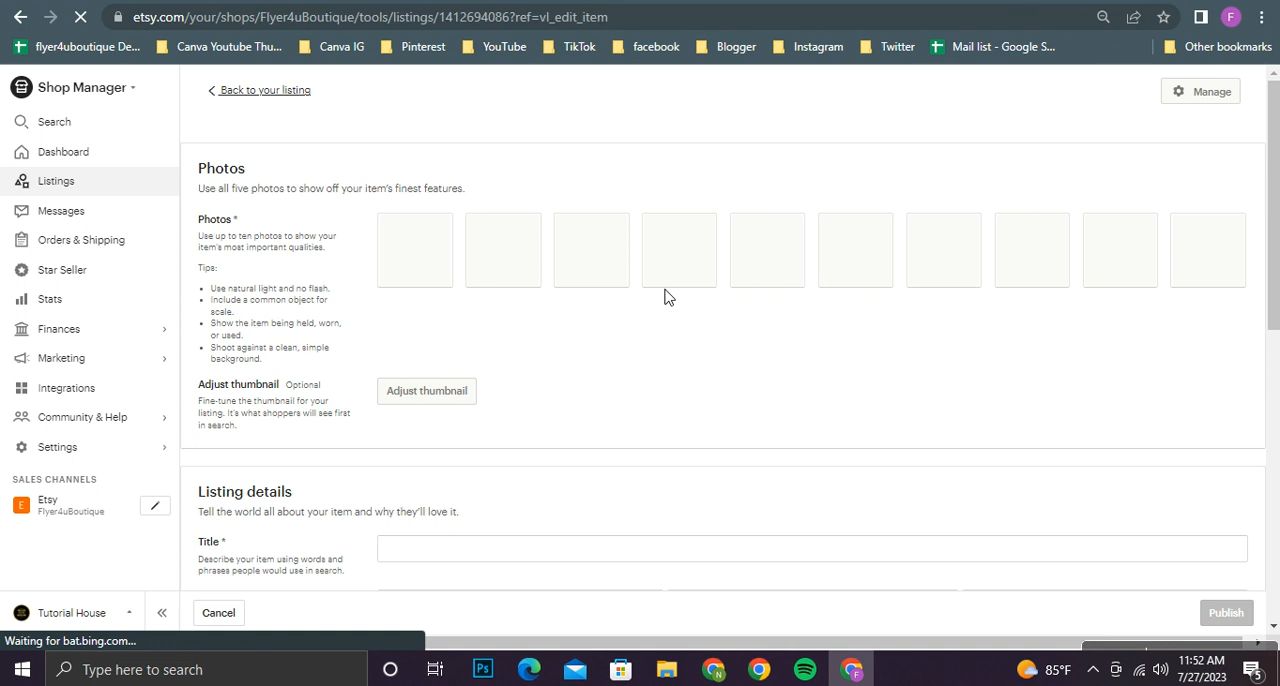 etsy.com/your/shops/Flyer4uBoutique/tools/listings/1412694086?ref=vl_edit_item
F
flyer4uboutique De... Canva Youtube Thu... Canva IG Pinterest YouTube TikTok facebook Blogger Instagram Twitter Mail list - Google S... Other bookmarks
Shop Manager
Search
Dashboard
Listings
Messages
Orders & Shipping
Star Seller
Stats
Finances
Marketing
Integrations
Community & Help
Settings
SALES CHANNELS
E
Etsy
Flyer4uBoutique
Tutorial House
Back to your listing
Manage
Photos
Use all five photos to show off your item's finest features.
Photos *
Use up to ten photos to show your
item's most important qualities.
Tips:
• Use natural light and no flash.
• Include a common object for
scale.
• Show the item being held, worn,
or used.
• Shoot against a clean, simple
background.
Adjust thumbnail Optional
Fine-tune the thumbnail for your
listing. It's what shoppers will see first
in search.
Adjust thumbnail
Listing details
Tell the world all about your item and why they'll love it.
Title *
Describe your item using words and
phrases people would use in search.
Cancel
Publish
Waiting for bat.bing.com...
Type here to search
Ps
N
F
85°F
11:52 AM
7/27/2023
5